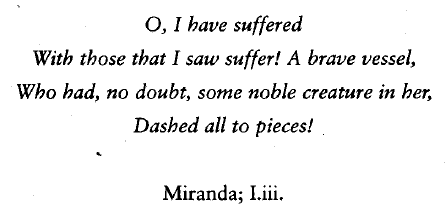 O, I have suffered
With those that I saw suffer! A brave vessel,
Who had, no doubt, some noble creature in her,
Dashed all to pieces!
Miranda; I.iii.